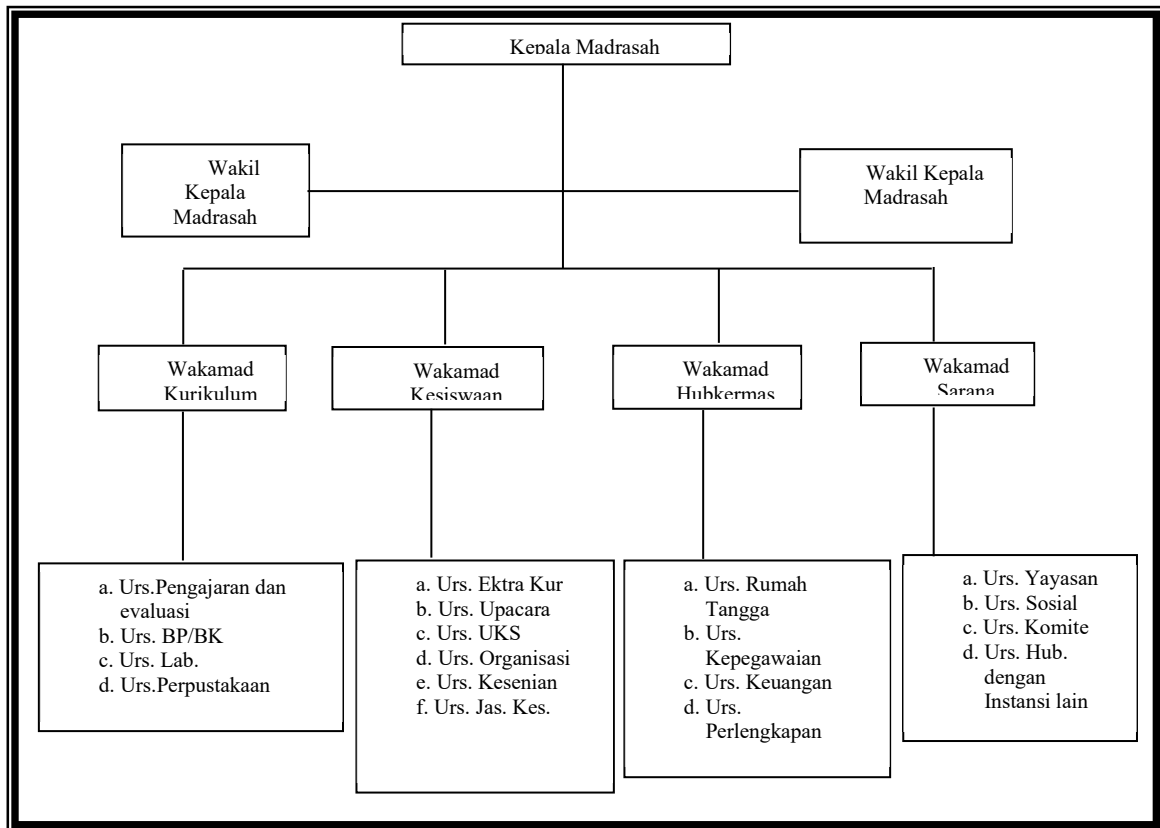 Kepala Madrasah
Wakil
Kepala
Madrasah
Wakil Kepala
Madrasah
Wakamad
Kurikulum
Wakamad
Kesiswaan
Wakamad
Hubkermas
Wakamad
Sarana
a. Urs.Pengajaran dan
evaluasi
b. Urs. BP/BK
c. Urs. Lab.
d. Urs.Perpustakaan
a. Urs. Ektra Kur
b. Urs. Upacara
c. Urs. UKS
d. Urs. Organisasi
e. Urs. Kesenian
f. Urs. Jas. Kes.
a. Urs. Rumah
Tangga
b. Urs.
Kepegawaian
c. Urs. Keuangan
d. Urs.
Perlengkapan
a. Urs. Yayasan
b. Urs. Sosial
c. Urs. Komite
d. Urs. Hub.
dengan
Instansi lain